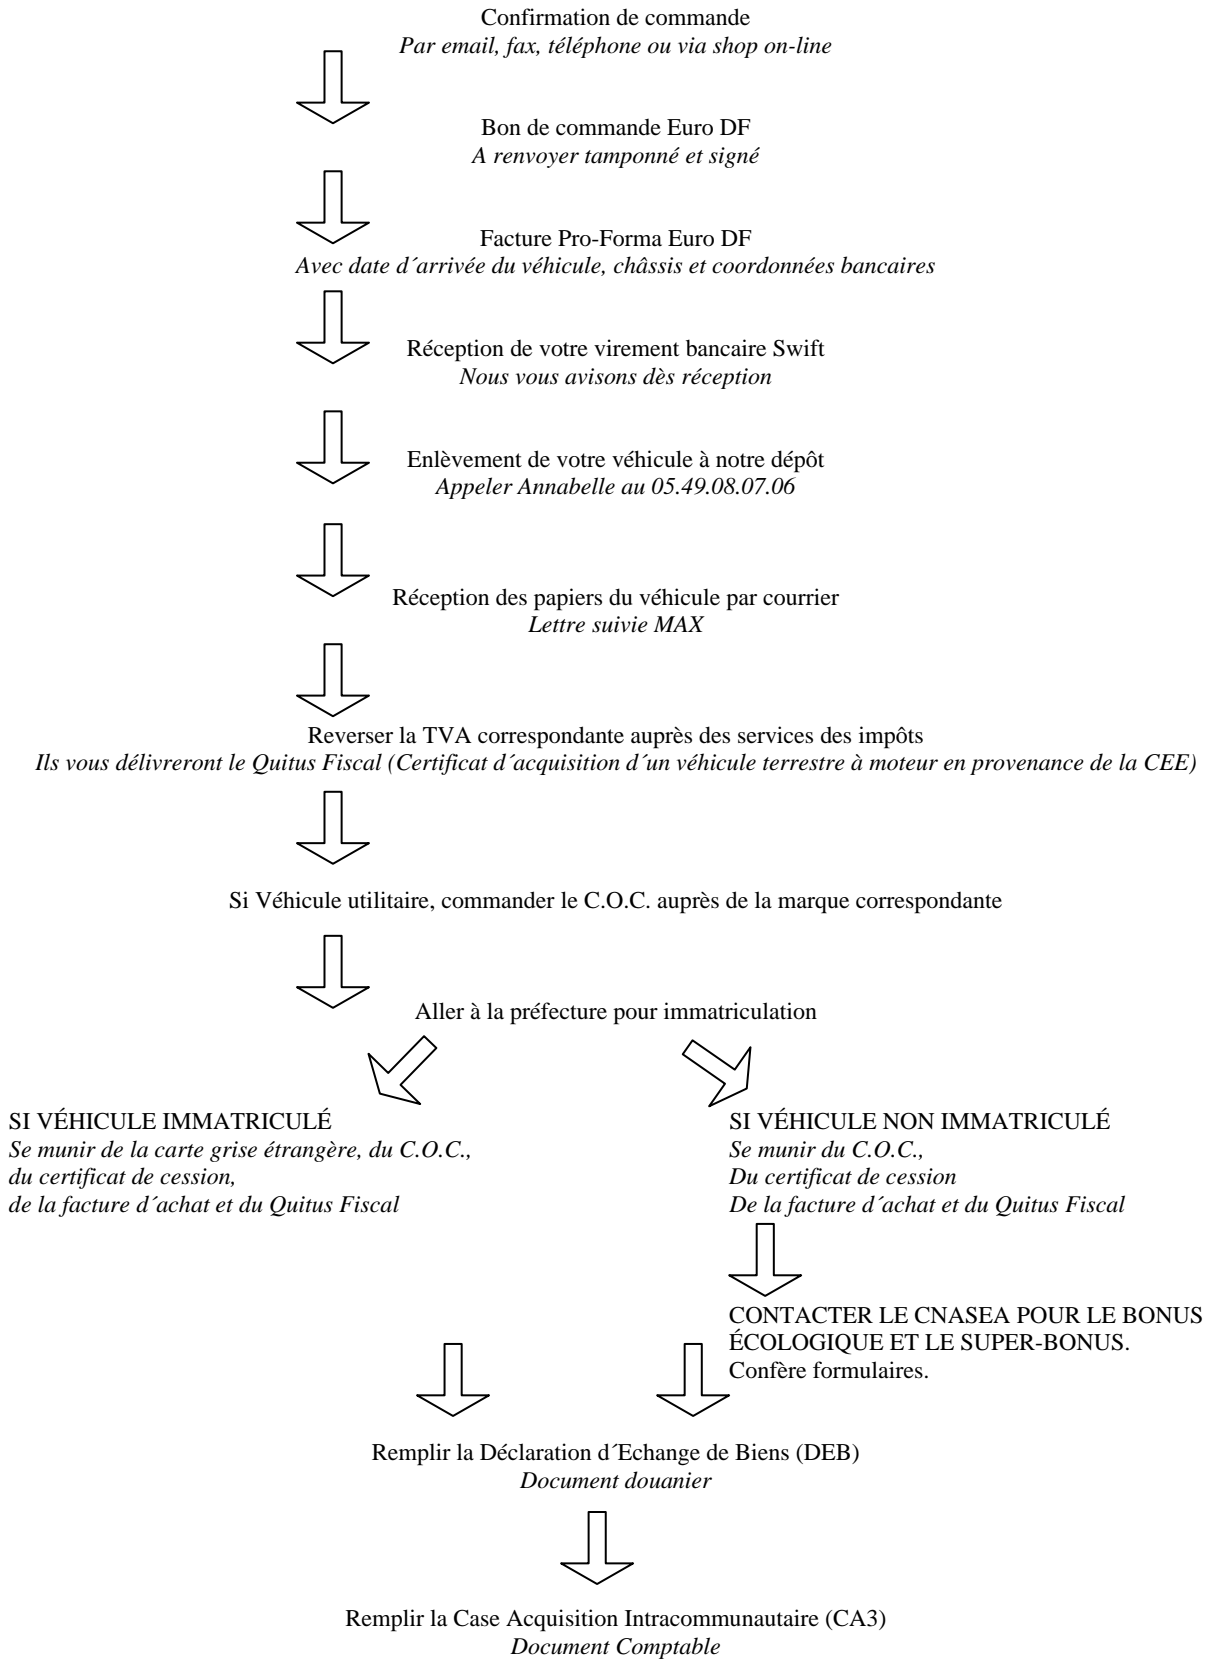 Confirmation de commande
Par email, fax, téléphone ou via shop on-line
Bon de commande Euro DF
A renvoyer tamponné et signé
Facture Pro-Forma Euro DF
Avec date d´arrivée du véhicule, châssis et coordonnées bancaires
Réception de votre virement bancaire Swift
Nous vous avisons dès réception
Enlèvement de votre véhicule à notre dépôt
Appeler Annabelle au 05.49.08.07.06
Réception des papiers du véhicule par courrier
Lettre suivie MAX
Reverser la TVA correspondante auprès des services des impôts
Ils vous délivreront le Quitus Fiscal (Certificat d´acquisition d´un véhicule terrestre à moteur en provenance de la CEE)
Si Véhicule utilitaire, commander le C.O.C. auprès de la marque correspondante
Aller à la préfecture pour immatriculation
SI VÉHICULE IMMATRICULÉ
Se munir de la carte grise étrangère, du C.O.C.,
du certificat de cession,
de la facture d´achat et du Quitus Fiscal
SI VÉHICULE NON IMMATRICULÉ
Se munir du C.O.C.,
Du certificat de cession
De la facture d´achat et du Quitus Fiscal
CONTACTER LE CNASEA POUR LE BONUS
ÉCOLOGIQUE ET LE SUPER-BONUS.
Confère formulaires.
Remplir la Déclaration d´Echange de Biens (DEB)
Document douanier
Remplir la Case Acquisition Intracommunautaire (CA3)
Document Comptable